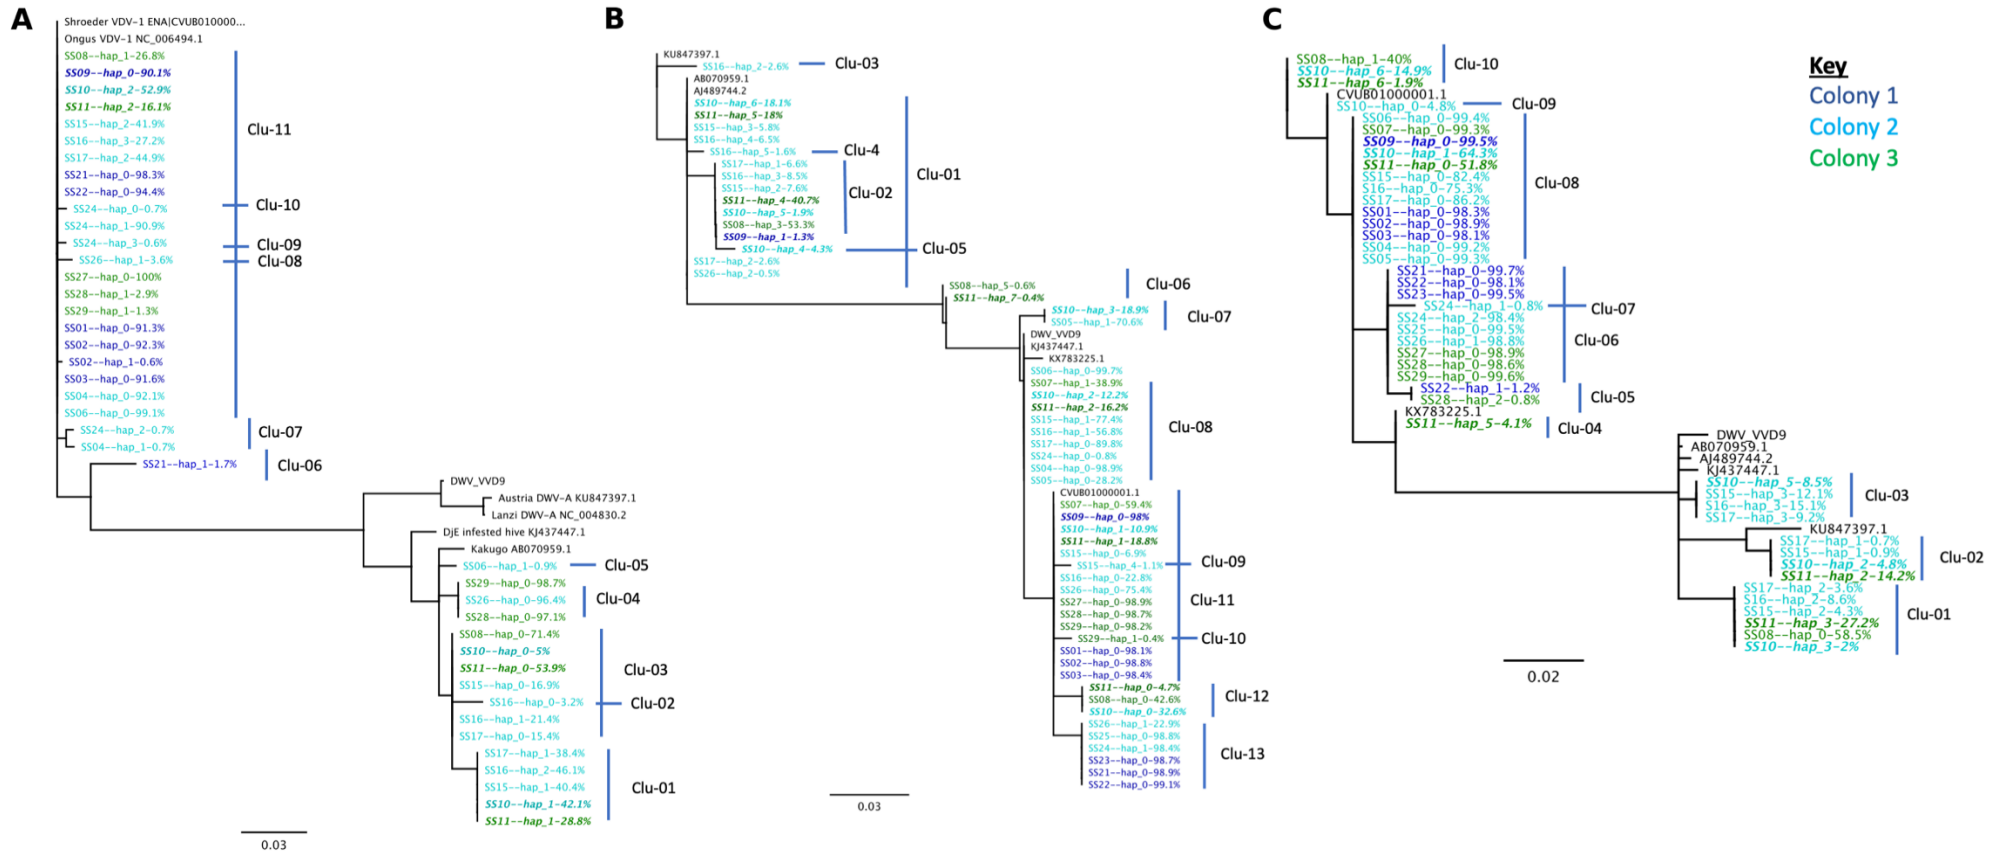 A
Shroeder VDV-1 ENA|CVUB010000...
Ongus VDV-1 NC_006494.1
SS08--hap_1-26.8%
SS09--hap_0-90.1%
SS10--hap_2-52.9%
SS11--hap_2-16.1%
SS15--hap_2-41.9%
Clu-11
SS16--hap_3-27.2%
SS17--hap_2-44.9%
SS21--hap_0-98.3%
SS22--hap_0-94.4%
SS24--hap_0-0.7%
Clu-10
SS24--hap_1-90.9%
SS24--hap_3-0.6%
Clu-09
SS26--hap_1-3.6%
Clu-08
SS27--hap_0-100%
SS28--hap_1-2.9%
SS29--hap_1-1.3%
SS01--hap_0-91.3%
SS02--hap_0-92.3%
SS02--hap_1-0.6%
SS03--hap_0-91.6%
SS04--hap_0-92.1%
SS06--hap_0-99.1%
SS24--hap_2-0.7%
Clu-07
SS04--hap_1-0.7%
SS21--hap_1-1.7%
Clu-06
DWV_VVD9
Austria DWV-A KU847397.1
Lanzi DWV-A NC_004830.2
DjE infested hive KJ437447.1
Kakugo AB070959.1
SS06--hap_1-0.9%
Clu-05
SS29--hap_0-98.7%
SS26--hap_0-96.4%
Clu-04
SS28--hap_0-97.1%
SS08--hap_0-71.4%
SS10--hap_0-5%
SS11--hap_0-53.9%
Clu-03
SS15--hap_0-16.9%
SS16--hap_0-3.2%
Clu-02
SS16--hap_1-21.4%
SS17--hap_0-15.4%
SS17--hap_1-38.4%
SS16--hap_2-46.1%
SS15--hap_1-40.4%
Clu-01
SS10--hap_1-42.1%
SS11--hap_1-28.8%
0.03
B
KU847397.1
SS16--hap_2-2.6%
Clu-03
AB070959.1
AJ489744.2
SS10--hap_6-18.1%
SS11--hap_5-18%
SS15--hap_3-5.8%
SS16--hap_4-6.5%
SS16--hap_5-1.6%
Clu-4
SS17--hap_1-6.6%
SS16--hap_3-8.5%
Clu-01
SS15--hap_2-7.6%
Clu-02
SS11--hap_4-40.7%
SS10--hap_5-1.9%
SS08--hap_3-53.3%
SS09--hap_1-1.3%
SS10--hap_4-4.3%
Clu-05
SS17--hap_2-2.6%
SS26--hap_2-0.5%
SS08--hap_5-0.6%
Clu-06
SS11--hap_7-0.4%
SS10--hap_3-18.9%
Clu-07
SS05--hap_1-70.6%
DWV_VVD9
KJ437447.1
KX783225.1
SS06--hap_0-99.7%
SS07--hap_1-38.9%
SS10--hap_2-12.2%
SS11--hap_2-16.2%
SS15--hap_1-77.4%
Clu-08
SS16--hap_1-56.8%
SS17--hap_0-89.8%
SS24--hap_0-0.8%
SS04--hap_0-98.9%
SS05--hap_0-28.2%
CVUB01000001.1
SS07--hap_0-59.4%
SS09--hap_0-98%
SS10--hap_1-10.9%
SS11--hap_1-18.8%
SS15--hap_0-6.9%
SS15--hap_4-1.1%
Clu-09
SS16--hap_0-22.8%
SS26--hap_0-75.4%
SS27--hap_0-98.9%
Clu-11
SS28--hap_0-98.7%
SS29--hap_0-98.2%
SS29--hap_1-0.4%
Clu-10
SS01--hap_0-98.1%
SS02--hap_0-98.8%
SS03--hap_0-98.4%
SS11--hap_0-4.7%
SS08--hap_0-42.6%
Clu-12
SS10--hap_0-32.6%
SS26--hap_1-22.9%
SS25--hap_0-98.8%
SS24--hap_1-98.4%
Clu-13
SS23--hap_0-98.7%
SS21--hap_0-98.9%
SS22--hap_0-99.1%
0.03
C
SS08--hap_1-40%
Clu-10
SS10--hap_6-14.9%
SS11--hap_6-1.9%
CVUB01000001.1
SS10--hap_0-4.8%
Clu-09
SS06--hap_0-99.4%
SS07--hap_0-99.3%
SS09--hap_0-99.5%
SS10--hap_1-64.3%
SS11--hap_0-51.8%
SS15--hap_0-82.4%
Clu-08
S16--hap_0-75.3%
SS17--hap_0-86.2%
SS01--hap_0-98.3%
SS02--hap_0-98.9%
SS03--hap_0-98.1%
SS04--hap_0-99.2%
SS05--hap_0-99.3%
SS21--hap_0-99.7%
SS22--hap_0-98.1%
SS23--hap_0-99.5%
SS24--hap_1-0.8%
Clu-07
SS24--hap_2-98.4%
SS25--hap_0-99.5%
SS26--hap_1-98.8%
Clu-06
SS27--hap_0-98.9%
SS28--hap_0-98.6%
SS29--hap_0-99.6%
SS22--hap_1-1.2%
Clu-05
SS28--hap_2-0.8%
KX783225.1
SS11--hap_5-4.1%
Clu-04
DWV_VVD9
AB070959.1
AJ489744.2
KJ437447.1
SS10--hap_5-8.5%
SS15--hap_3-12.1%
Clu-03
S16--hap_3-15.1%
SS17--hap_3-9.2%
KU847397.1
SS17--hap_1-0.7%
SS15--hap_1-0.9%
Clu-02
SS10--hap_2-4.8%
SS11--hap_2-14.2%
SS17--hap_2-3.6%
S16--hap_2-8.6%
SS15--hap_2-4.3%
Clu-01
SS11--hap_3-27.2%
SS08--hap_0-58.5%
SS10--hap_3-2%
0.02
Key
Colony 1
Colony 2
Colony 3